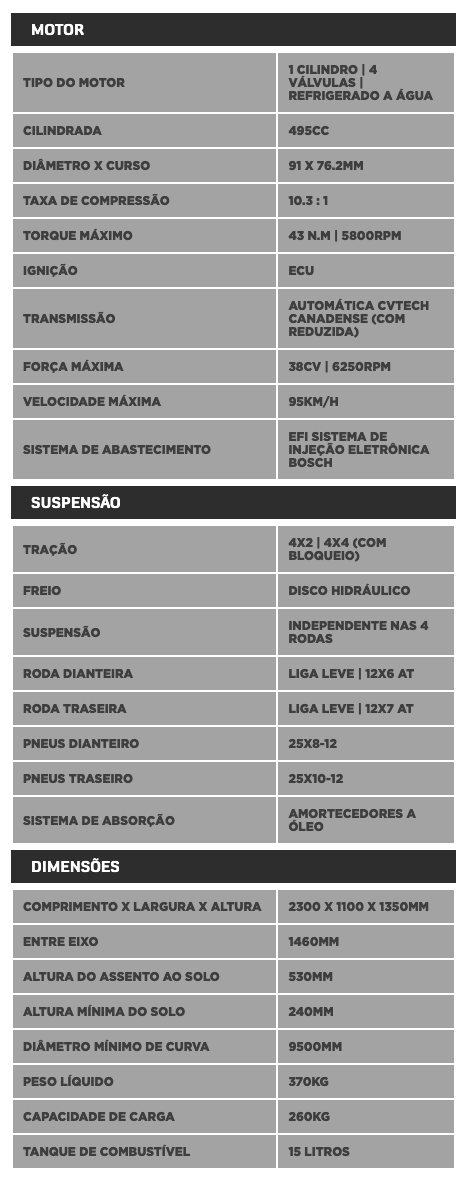 MOTOR
TIPO DO MOTOR
1 CILINDRO | 4
VÁLVULAS |
REFRIGERADO A ÁGUA
CILINDRADA
495CC
DIÂMETRO X CURSO
91 X 76.2MM
TAXA DE COMPRESSÃO
10.3 : 1
TORQUE MÁXIMO
43 N.M | 5800RPM
IGNIÇÃO
ECU
TRANSMISSÃO
AUTOMÁTICA CVTECH
CANADENSE (COM
REDUZIDA)
FORÇA MÁXIMA
38CV | 6250RPM
VELOCIDADE MÁXIMA
95KM/H
SISTEMA DE ABASTECIMENTO
EFI SISTEMA DE
INJEÇÃO ELETRÔNICA
BOSCH
SUSPENSÃO
TRAÇÃO
4X2 | 4X4 (COM
BLOQUEIO)
FREIO
DISCO HIDRÁULICO
SUSPENSÃO
INDEPENDENTE NAS 4
RODAS
RODA DIANTEIRA
LIGA LEVE | 12X6 AT
RODA TRASEIRA
LIGA LEVE | 12X7 AT
PNEUS DIANTEIRO
25X8-12
PNEUS TRASEIRO
25X10-12
SISTEMA DE ABSORÇÃO
AMORTECEDORES A
ÓLEO
DIMENSÕES
COMPRIMENTO X LARGURA X ALTURA
2300 X 1100 X 1350MM
ENTRE EIXO
1460MM
ALTURA DO ASSENTO AO SOLO
530MM
ALTURA MÍNIMA DO SOLO
240MM
DIÂMETRO MÍNIMO DE CURVA
9500MM
PESO LÍQUIDO
370KG
CAPACIDADE DE CARGA
260KG
TANQUE DE COMBUSTÍVEL
15 LITROS